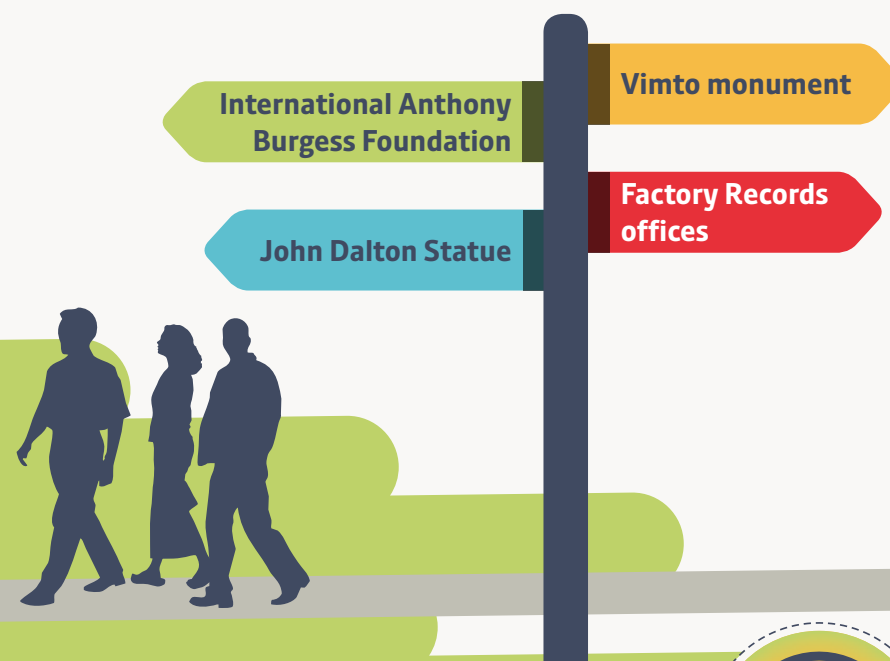 International Anthony
Burgess Foundation
John Dalton Statue
Vimto monument
Factory Records
offices